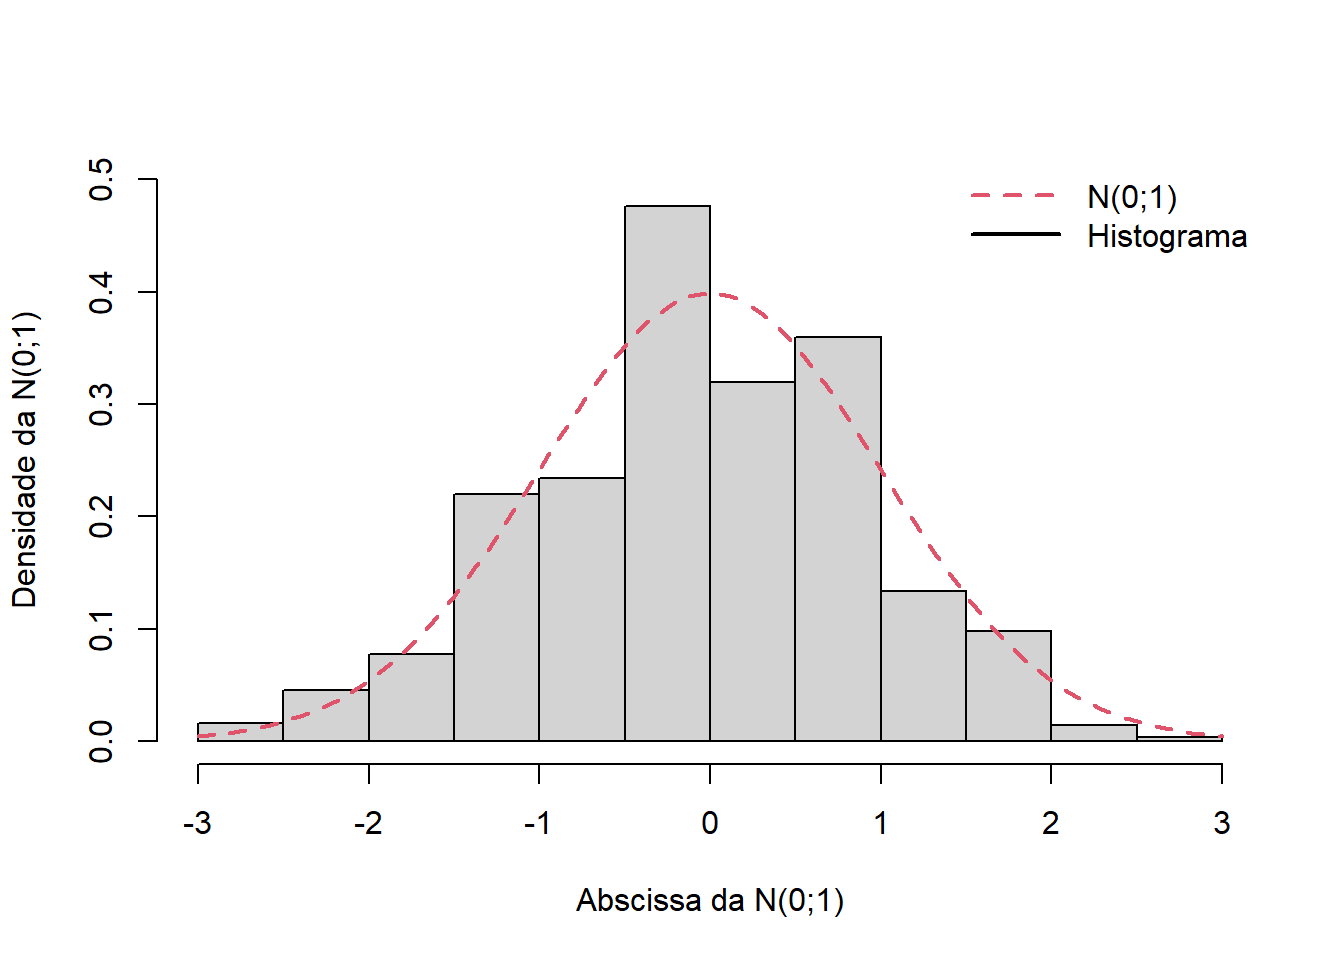 N(0;1)
Histograma
Densidade da N(0;1)
0.5
0.4
0.3
0.2
0.1
0.0
-3 -2 -1 0 1 2 3
Abscissa da N(0;1)